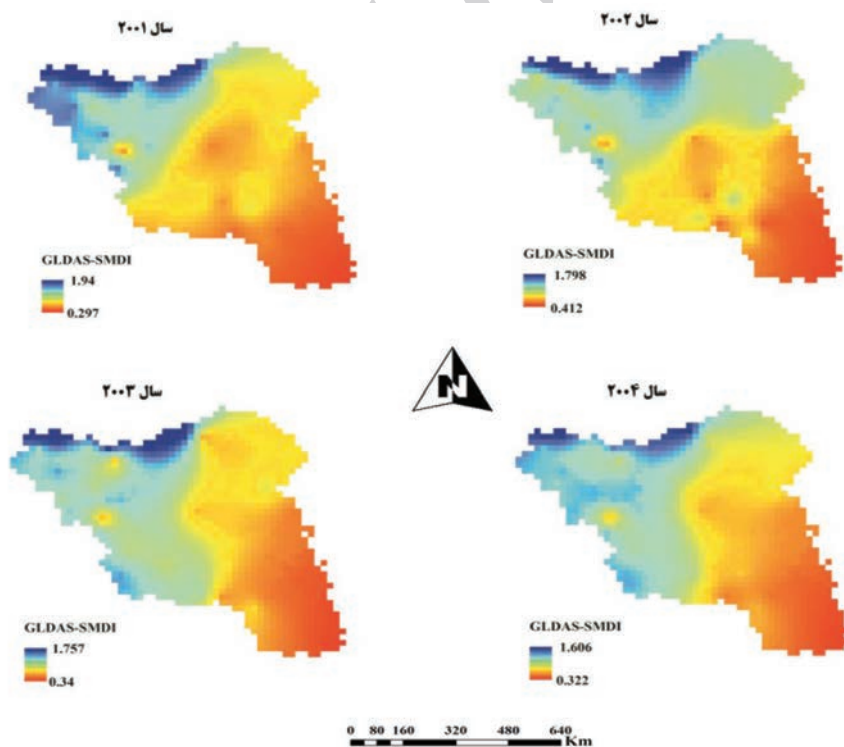 سال ۲۰۰۱
سال ۲۰۰۲
GLDAS-SMDI
1.94
0.297
GLDAS-SMDI
1.798
0.412
N
سال ۲۰۰۳
سال ۲۰۰۴
GLDAS-SMDI
1.757
0.34
GLDAS-SMDI
1.606
0.322
0 80 160 320 480 640
Km